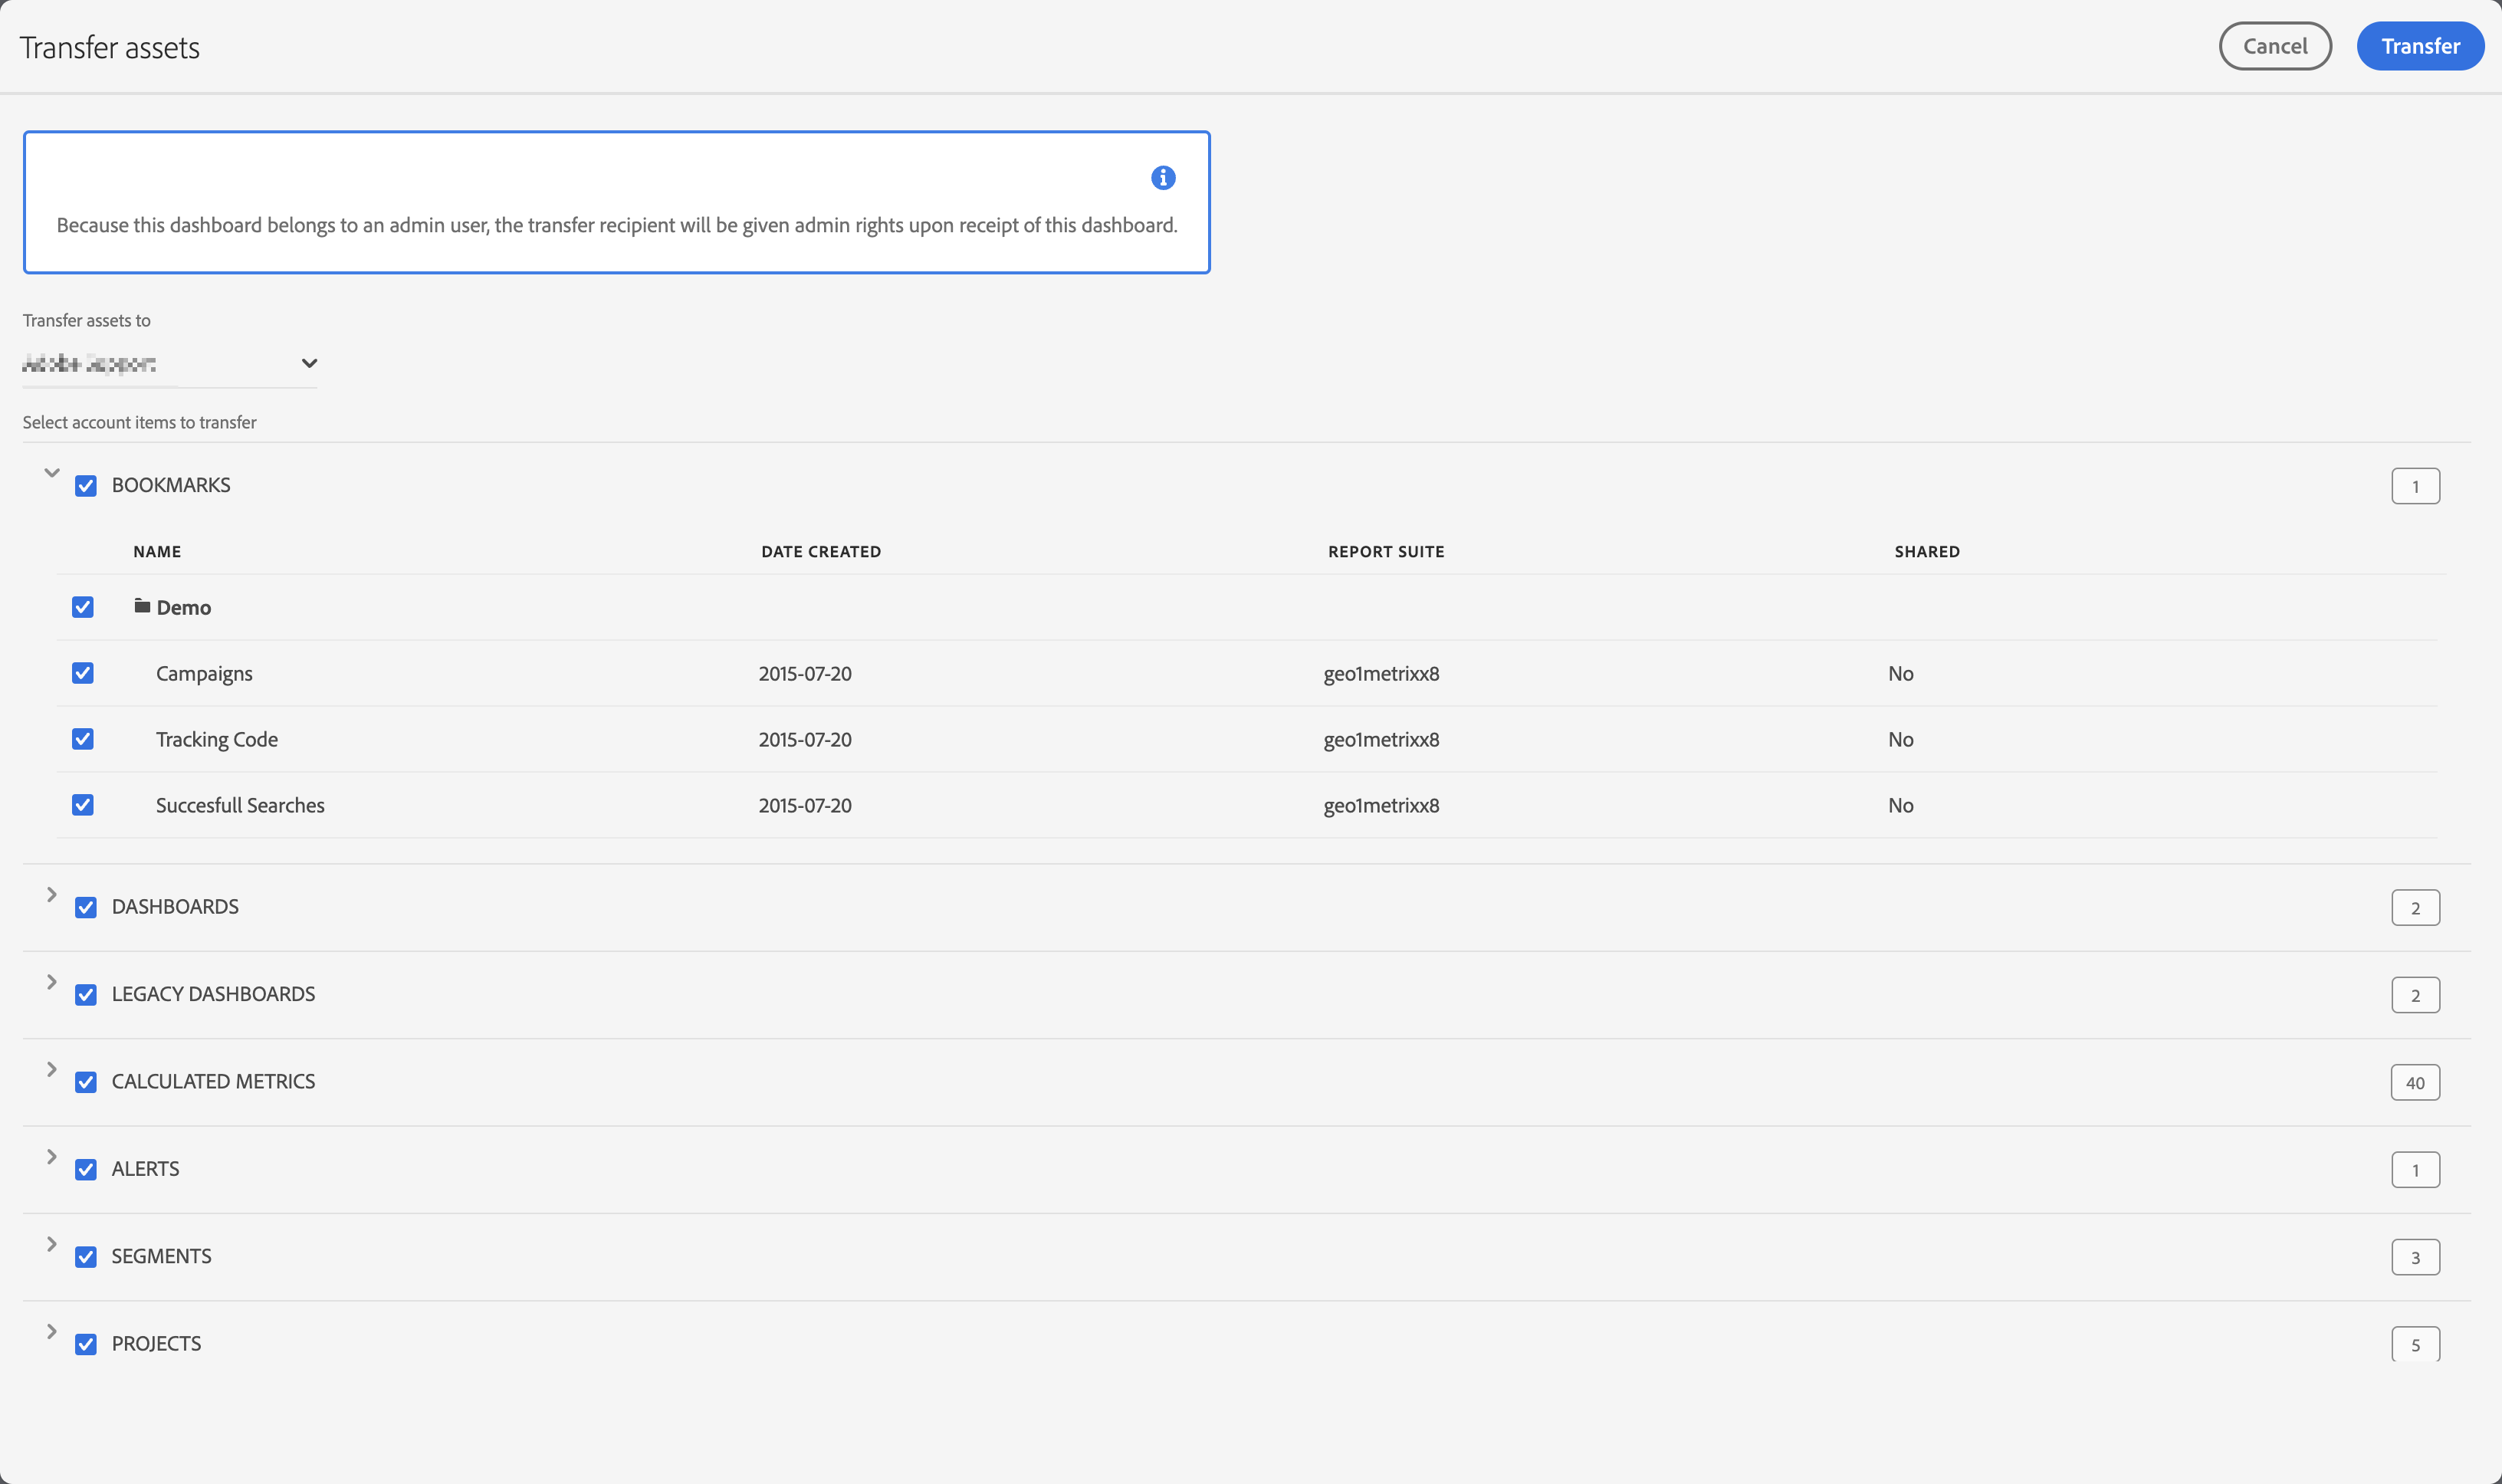 Transfer assets
Cancel
Transfer
Because this dashboard belongs to an admin user, the transfer recipient will be given admin rights upon receipt of this dashboard.
Transfer assets to
Select account items to transfer
BOOKMARKS 1
NAME DATE CREATED REPORT SUITE SHARED
Demo
Campaigns 2015-07-20 geo1metrixx8 No
Tracking Code 2015-07-20 geo1metrixx8 No
Succesfull Searches 2015-07-20 geo1metrixx8 No
DASHBOARDS 2
LEGACY DASHBOARDS 2
CALCULATED METRICS 40
ALERTS 1
SEGMENTS 3
PROJECTS 5